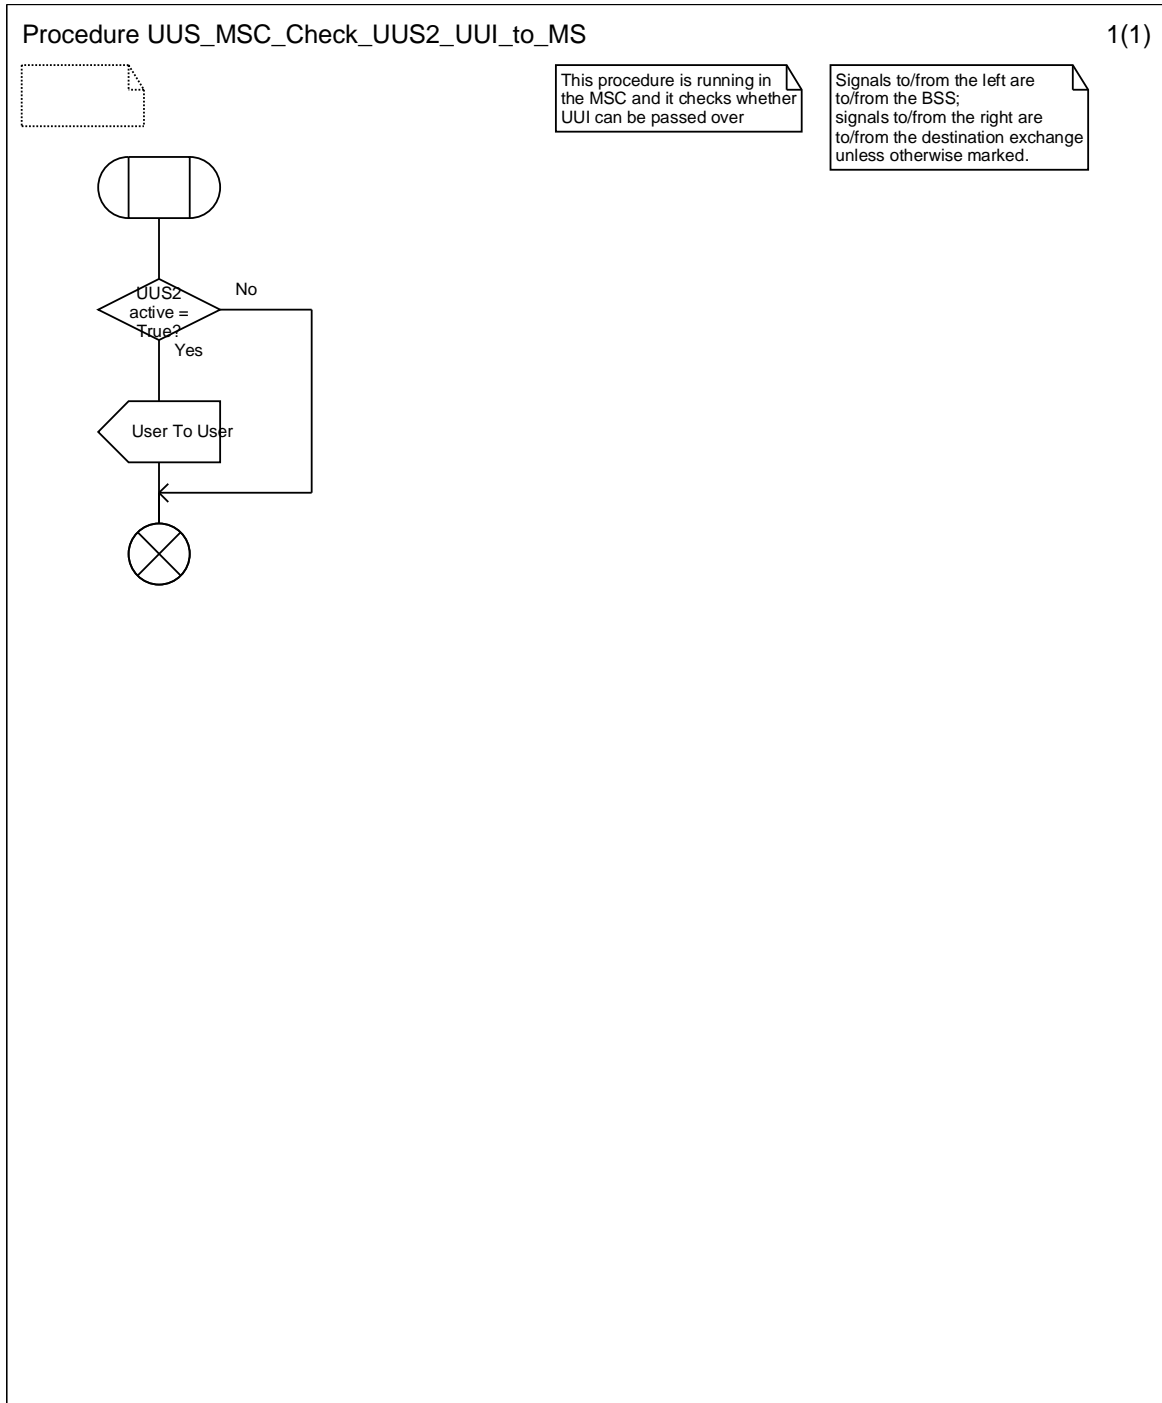 Procedure UUS_MSC_Check_UUS2_UUI_to_MS
1(1)
This procedure is running in
the MSC and it checks whether
UUI can be passed over
Signals to/from the left are
to/from the BSS;
signals to/from the right are
to/from the destination exchange
unless otherwise marked.
UUS2
active =
True?
No
Yes
User To User